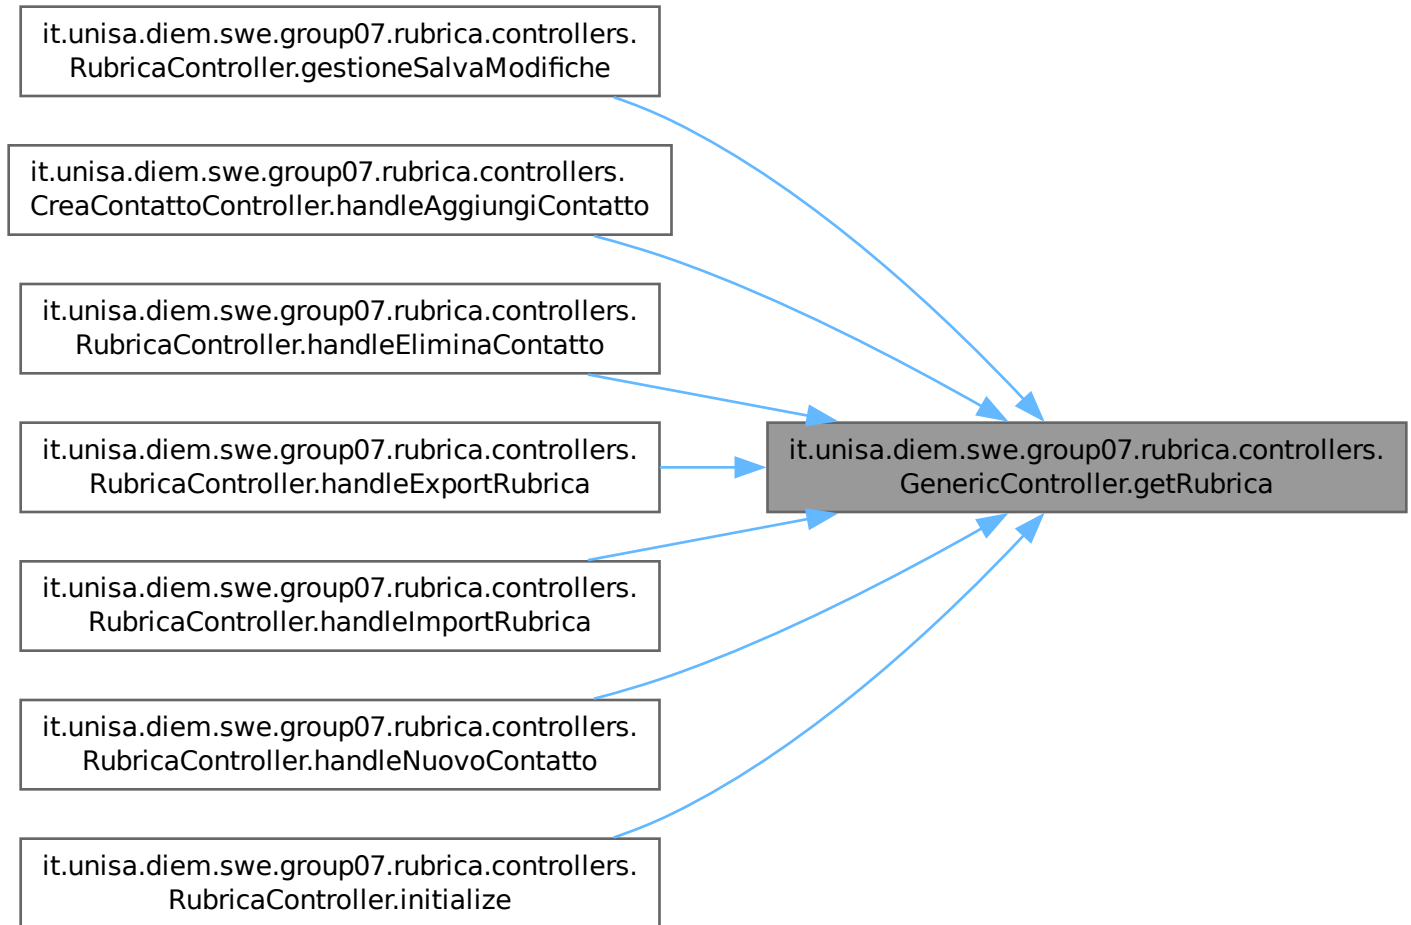 it.unisa.diem.swe.group07.rubrica.controllers.
RubricaController.gestioneSalvaModifiche
it.unisa.diem.swe.group07.rubrica.controllers.
CreaContattoController.handleAggiungiContatto
it.unisa.diem.swe.group07.rubrica.controllers.
RubricaController.handleEliminaContatto
it.unisa.diem.swe.group07.rubrica.controllers.
RubricaController.handleExportRubrica
it.unisa.diem.swe.group07.rubrica.controllers.
GenericController.getRubrica
it.unisa.diem.swe.group07.rubrica.controllers.
RubricaController.handleImportRubrica
it.unisa.diem.swe.group07.rubrica.controllers.
RubricaController.handleNuovoContatto
it.unisa.diem.swe.group07.rubrica.controllers.
RubricaController.initialize